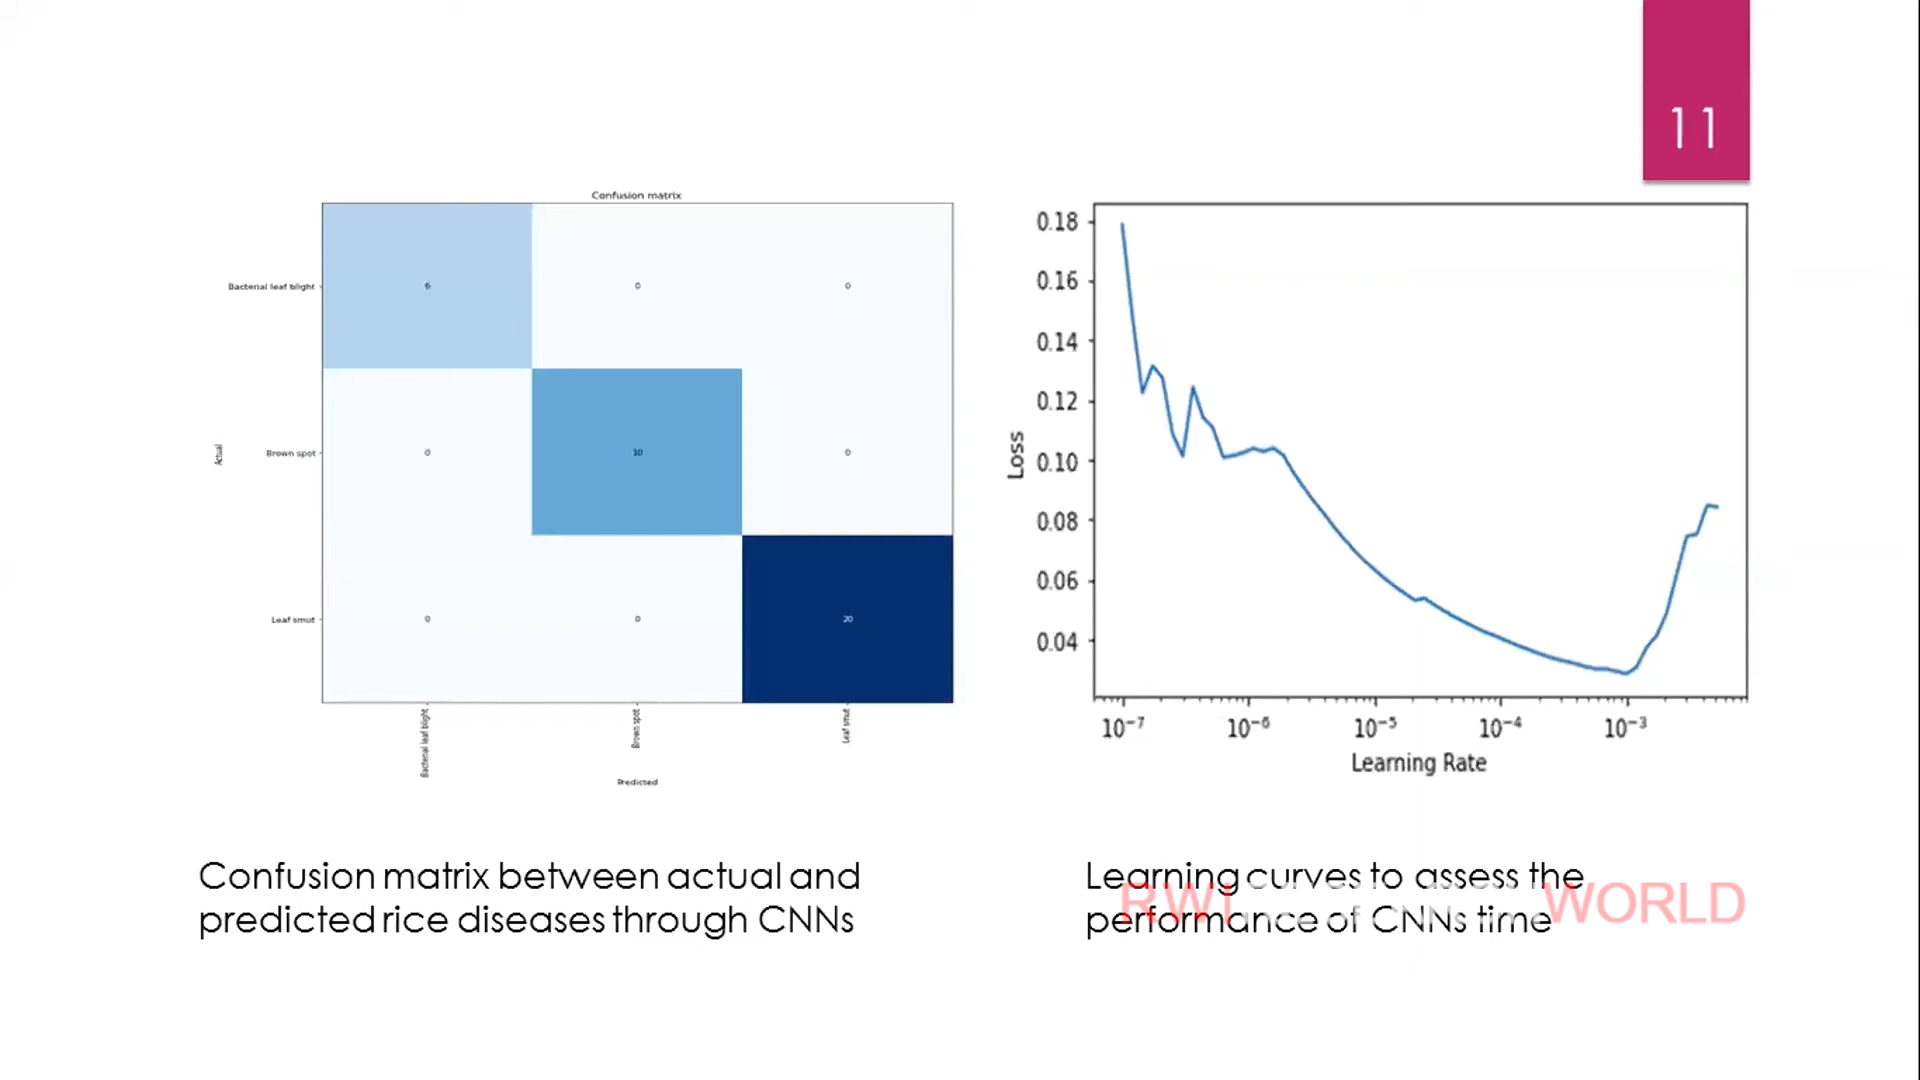 11
Confusion matrix
Bacterial leaf blight
6
0
0
Actual
Brown spot
0
10
0
Leaf smut
0
0
20
Bacterial leaf blight
Brown spot
Leaf smut
Predicted
0.18
0.16
0.14
0.12
0.10
0.08
0.06
0.04
Loss
10⁻⁷ 10⁻⁶ 10⁻⁵ 10⁻⁴ 10⁻³
Learning Rate
Confusion matrix between actual and
predicted rice diseases through CNNs
Learning curves to assess the
performance of CNNs time
WORLD